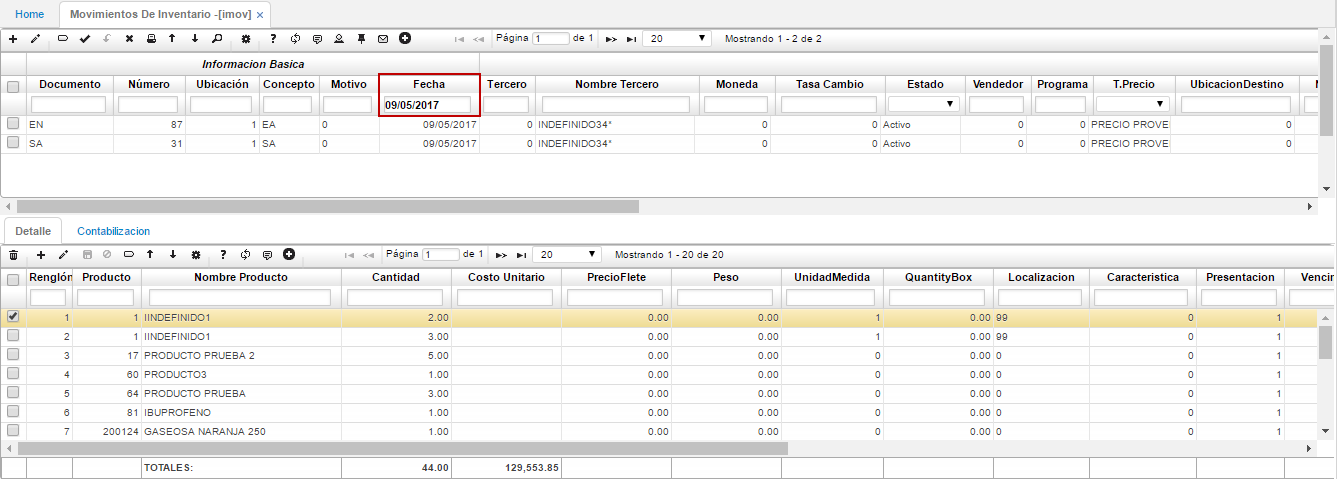 Home Movimientos De Inventario -[imov] ×
Página 1 de 1 20 Mostrando 1 - 2 de 2
Informacion Basica
Documento Número Ubicación Concepto Motivo Fecha Tercero Nombre Tercero Moneda Tasa Cambio Estado Vendedor Programa T.Precio UbicacionDestino
09/05/2017
EN 87 1 EA 0 09/05/2017 0 INDEFINIDO34* 0 0 Activo 0 0 PRECIO PROVE 0
SA 31 1 SA 0 09/05/2017 0 INDEFINIDO34* 0 0 Activo 0 0 PRECIO PROVE 0
Detalle Contabilizacion
Página 1 de 1 20 Mostrando 1 - 20 de 20
Renglón Producto Nombre Producto Cantidad Costo Unitario PrecioFlete Peso UnidadMedida QuantityBox Localizacion Caracteristica Presentacion Vencim
1 1 IINDEFINIDO1 2.00 0.00 0.00 1 0.00 99 0 1
2 1 IINDEFINIDO1 3.00 0.00 0.00 1 0.00 99 0 1
3 17 PRODUCTO PRUEBA 2 5.00 0.00 0.00 0 0.00 0 0 1
4 60 PRODUCTO3 1.00 0.00 0.00 0 0.00 0 0 1
5 64 PRODUCTO PRUEBA 3.00 0.00 0.00 0 0.00 0 0 1
6 81 IBUPROFENO 1.00 0.00 0.00 0 0.00 0 0 1
7 200124 GASEOSA NARANJA 250 1.00 0.00 0.00 0 0.00 0 0 1
TOTALES: 44.00 129,553.85